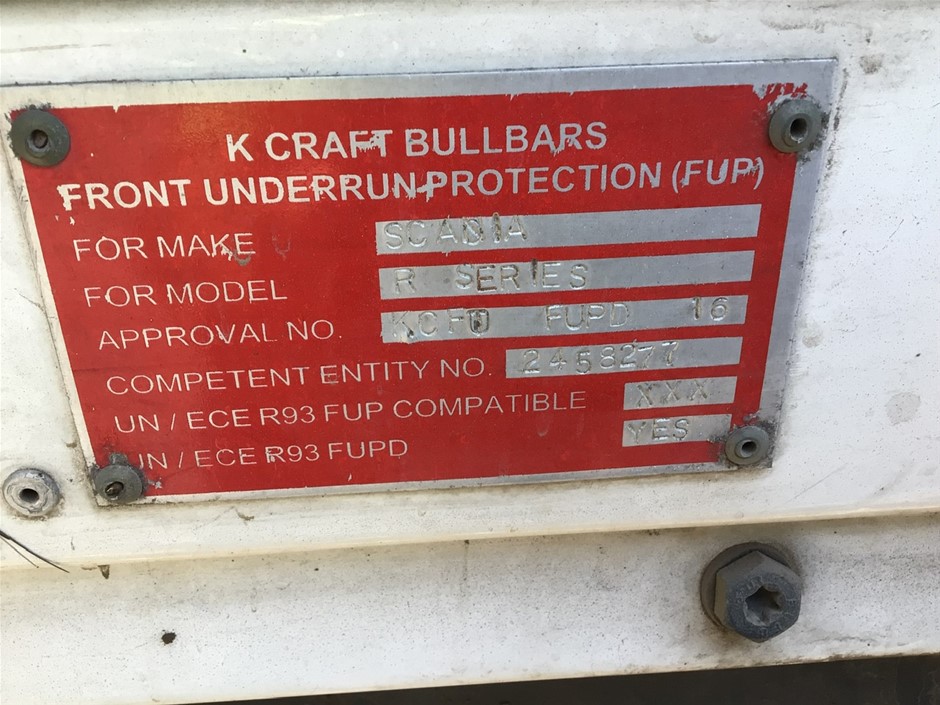 K CRAFT BULLBARS
FRONT UNDERRUN PROTECTION (FUP)
FOR MAKE SCANIA
FOR MODEL R SERIES
APPROVAL NO. FUPD 16
COMPETENT ENTITY NO. 2458277
UN / ECE R93 FUP COMPATIBLE XXX
UN / ECE R93 FUPD YES